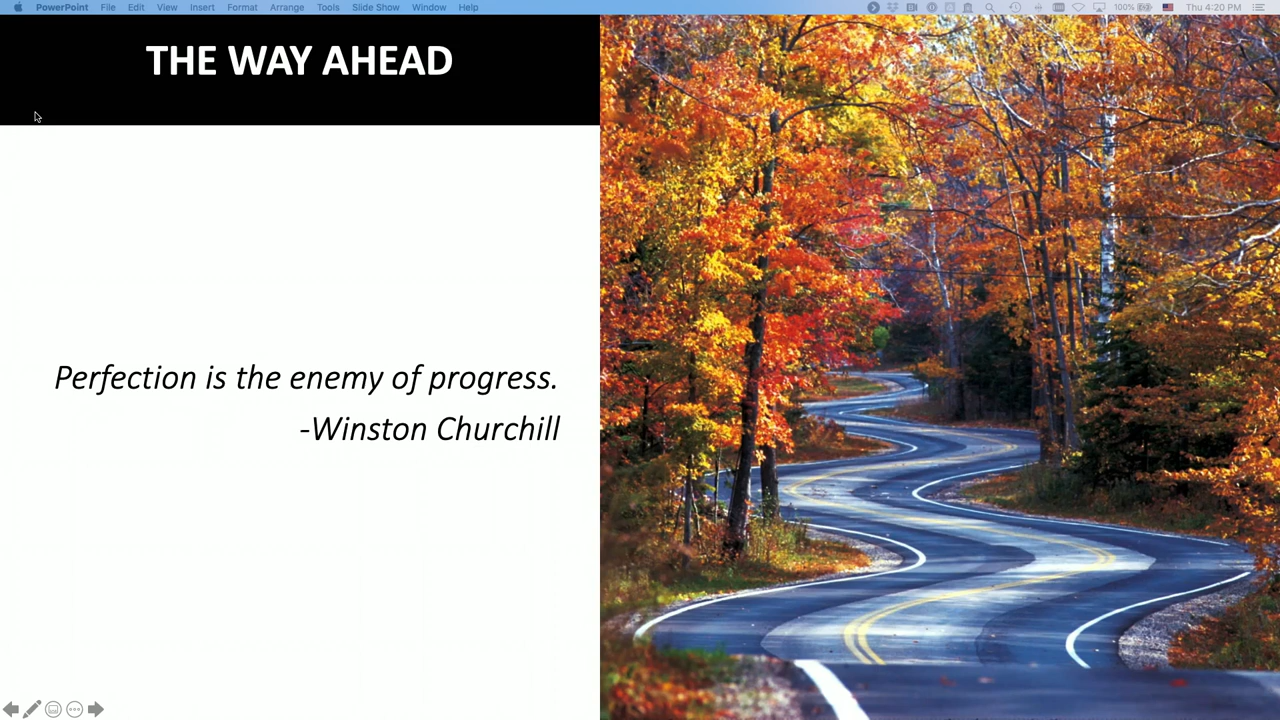 PowerPoint File Edit View Insert Format Arrange Tools Slide Show Window Help 100% Thu 4:20 PM
THE WAY AHEAD
Perfection is the enemy of progress.
-Winston Churchill